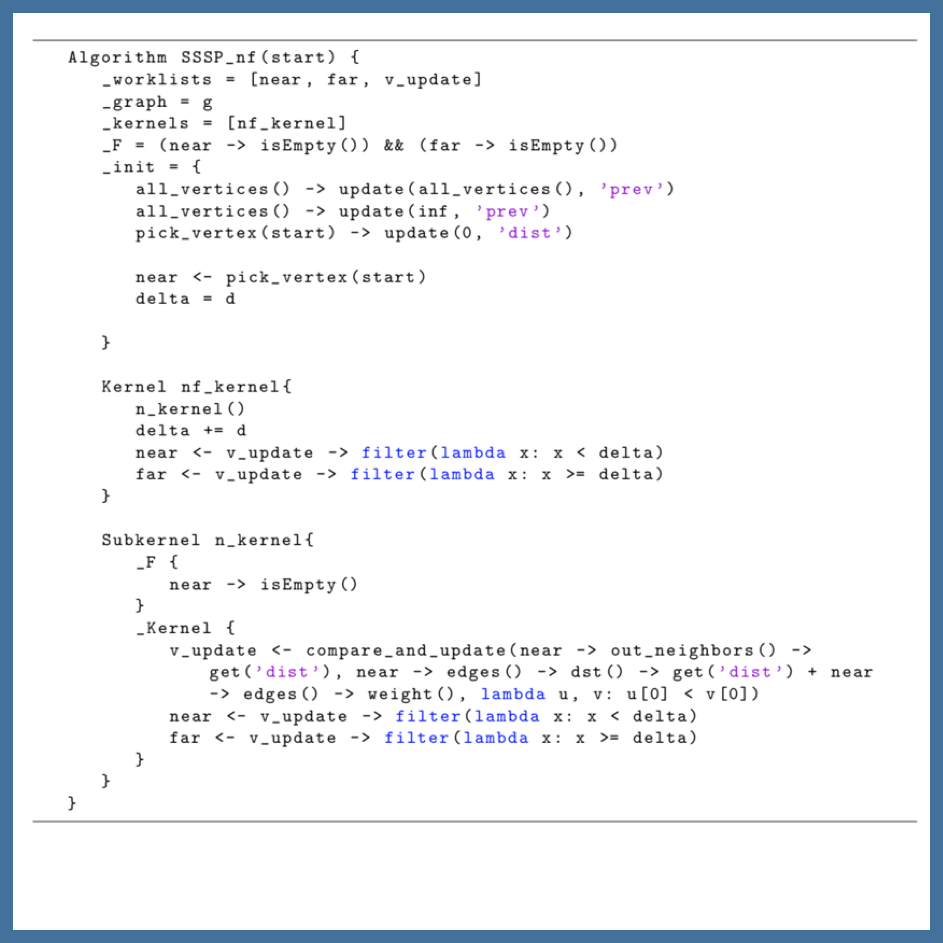 Algorithm SSSP_nf(start) {
_worklists = [near, far, v_update]
_graph = g
_kernels = [nf_kernel]
_F = (near -> isEmpty()) && (far -> isEmpty())
_init = {
all_vertices() -> update(all_vertices(), 'prev')
all_vertices() -> update(inf, 'prev')
pick_vertex(start) -> update(0, 'dist')
near <- pick_vertex(start)
delta = d
}
Kernel nf_kernel{
n_kernel()
delta += d
near <- v_update -> filter(lambda x: x < delta)
far <- v_update -> filter(lambda x: x >= delta)
}
Subkernel n_kernel{
_F {
near -> isEmpty()
}
_Kernel {
v_update <- compare_and_update(near -> out_neighbors() ->
get('dist'), near -> edges() -> dst() -> get('dist') + near
-> edges() -> weight(), lambda u, v: u[0] < v[0])
near <- v_update -> filter(lambda x: x < delta)
far <- v_update -> filter(lambda x: x >= delta)
}
}
}